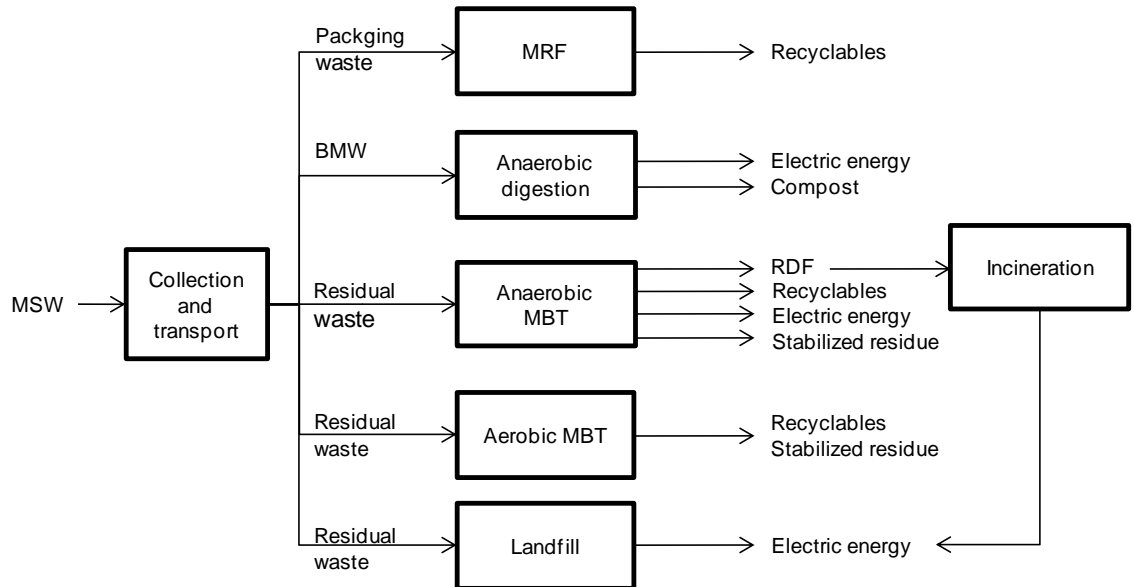 Packging
waste
MRF
Recyclables
BMW
Anaerobic
digestion
Electric energy
Compost
MSW
Collection
and
transport
Residual
waste
Anaerobic
MBT
RDF
Recyclables
Electric energy
Stabilized residue
Incineration
Residual
waste
Aerobic MBT
Recyclables
Stabilized residue
Residual
waste
Landfill
Electric energy